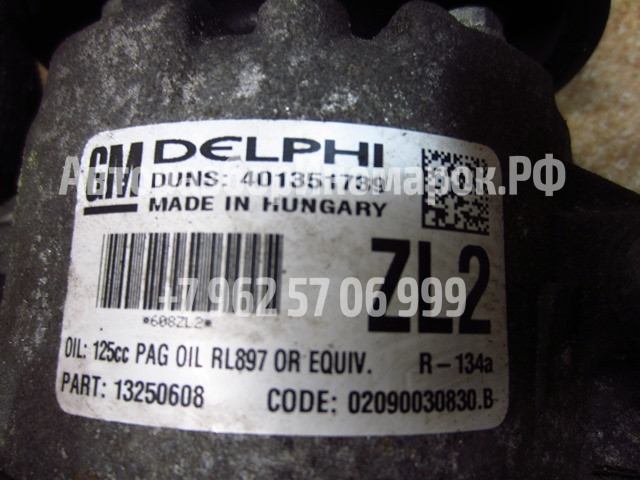 GM DELPHI
DUNS: 401351739
MADE IN HUNGARY
*608ZL2*
ZL2
+7 962 57 06 999
OIL: 125cc PAG OIL RL897 OR EQUIV. R-134a
PART: 13250608 CODE: 02090030830.B